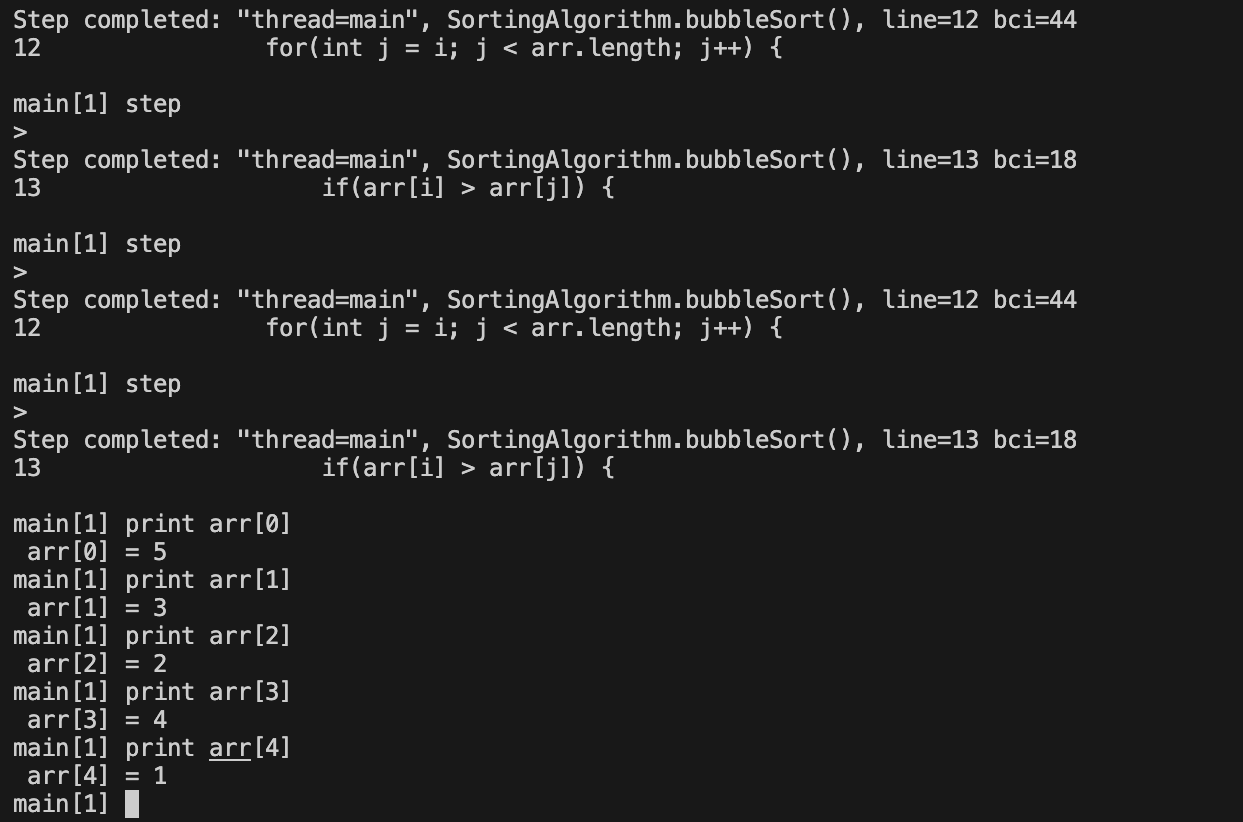 Step completed: "thread=main", SortingAlgorithm.bubbleSort(), line=12 bci=44
12                for(int j = i; j < arr.length; j++) {
main[1] step
>
Step completed: "thread=main", SortingAlgorithm.bubbleSort(), line=13 bci=18
13                    if(arr[i] > arr[j]) {
main[1] step
>
Step completed: "thread=main", SortingAlgorithm.bubbleSort(), line=12 bci=44
12                for(int j = i; j < arr.length; j++) {
main[1] step
>
Step completed: "thread=main", SortingAlgorithm.bubbleSort(), line=13 bci=18
13                    if(arr[i] > arr[j]) {
main[1] print arr[0]
 arr[0] = 5
main[1] print arr[1]
 arr[1] = 3
main[1] print arr[2]
 arr[2] = 2
main[1] print arr[3]
 arr[3] = 4
main[1] print arr[4]
 arr[4] = 1
main[1]